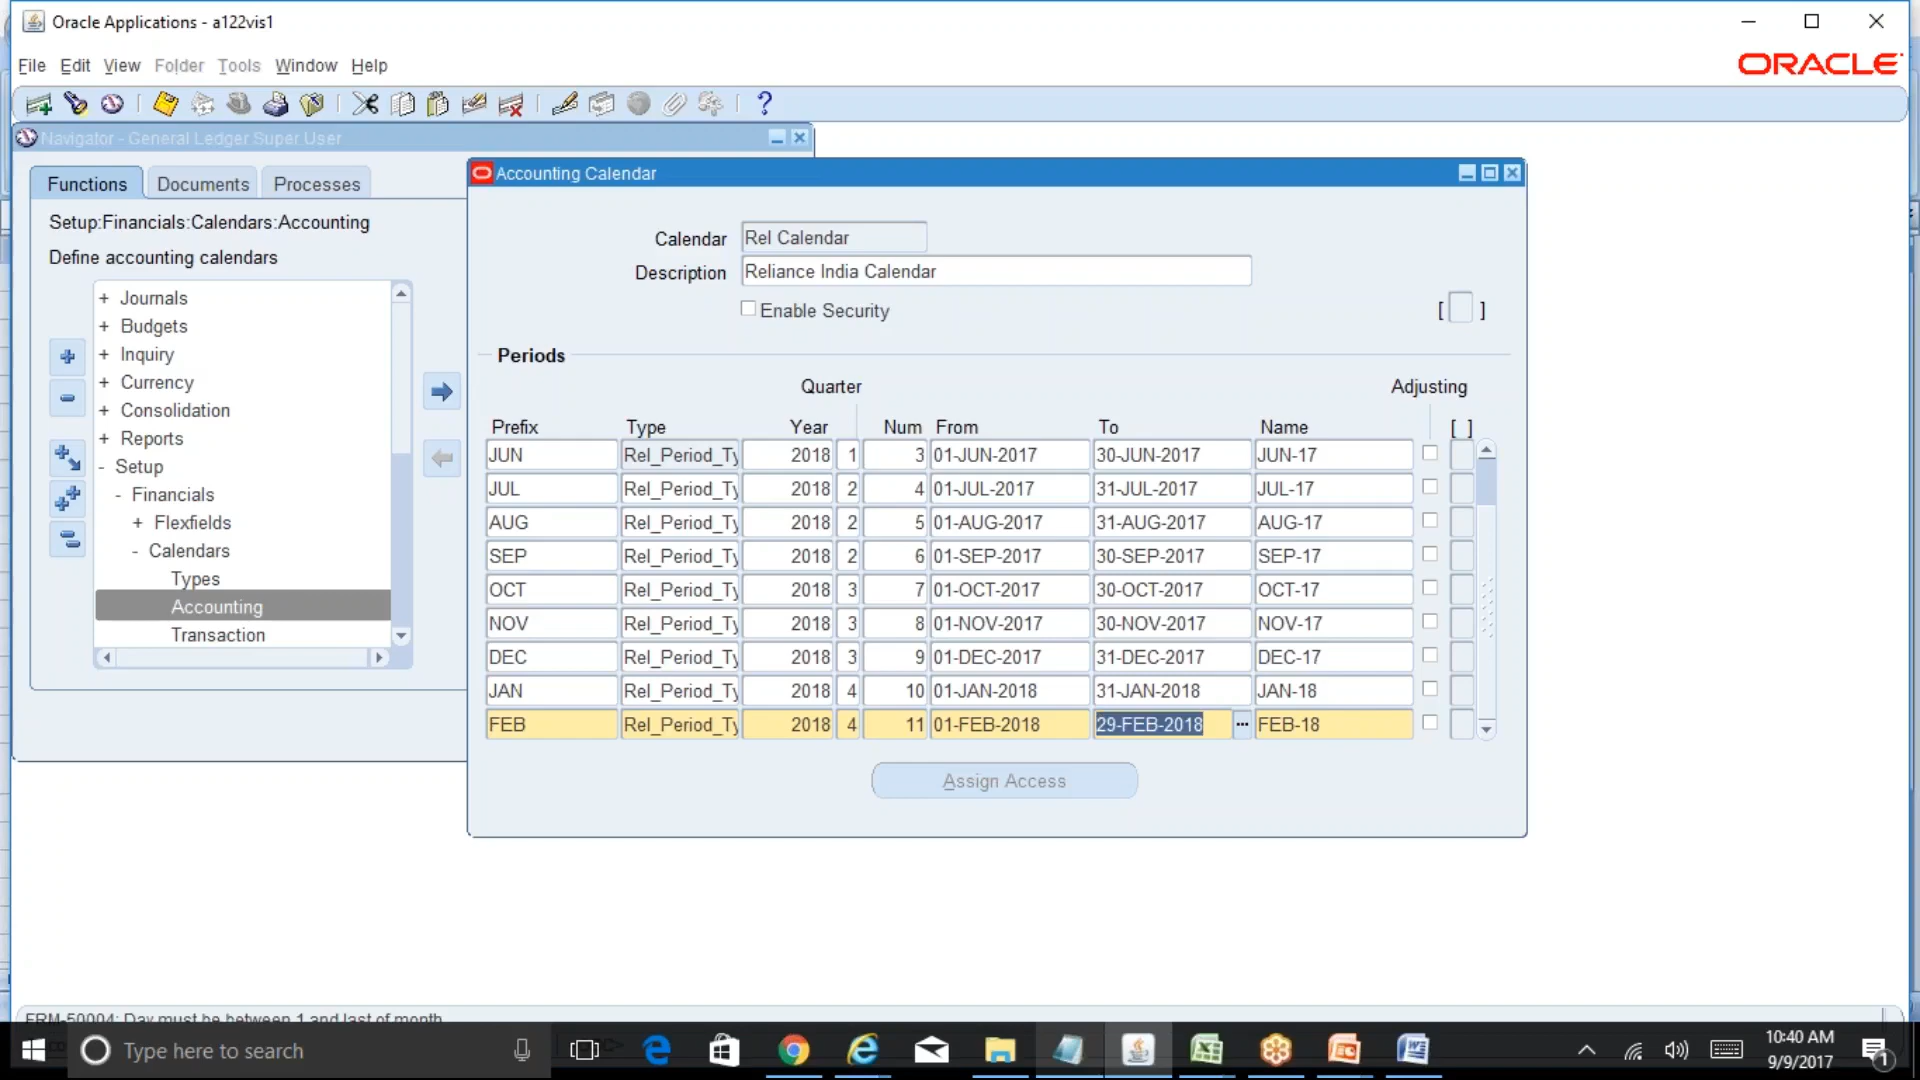 Oracle Applications - a122vis1
File Edit View Folder Tools Window Help
ORACLE
Navigator - General Ledger Super User
Functions Documents Processes
Setup:Financials:Calendars:Accounting
Define accounting calendars
+ Journals
+ Budgets
+ Inquiry
+ Currency
+ Consolidation
+ Reports
- Setup
- Financials
+ Flexfields
- Calendars
Types
Accounting
Transaction
Accounting Calendar
Calendar Rel Calendar
Description Reliance India Calendar
Enable Security
[ ]
Periods
Quarter Adjusting
Prefix Type Year Num From To Name [ ]
JUN Rel_Period_Ty 2018 1 3 01-JUN-2017 30-JUN-2017 JUN-17
JUL Rel_Period_Ty 2018 2 4 01-JUL-2017 31-JUL-2017 JUL-17
AUG Rel_Period_Ty 2018 2 5 01-AUG-2017 31-AUG-2017 AUG-17
SEP Rel_Period_Ty 2018 2 6 01-SEP-2017 30-SEP-2017 SEP-17
OCT Rel_Period_Ty 2018 3 7 01-OCT-2017 30-OCT-2017 OCT-17
NOV Rel_Period_Ty 2018 3 8 01-NOV-2017 30-NOV-2017 NOV-17
DEC Rel_Period_Ty 2018 3 9 01-DEC-2017 31-DEC-2017 DEC-17
JAN Rel_Period_Ty 2018 4 10 01-JAN-2018 31-JAN-2018 JAN-18
FEB Rel_Period_Ty 2018 4 11 01-FEB-2018 29-FEB-2018 ... FEB-18
Assign Access
FRM-50004: Day must be between 1 and last of month
Type here to search
10:40 AM
9/9/2017
1